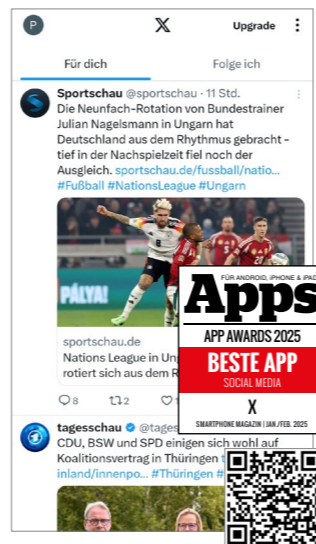 P
X
Upgrade
Für dich
Folge ich
Sportschau @sportschau · 11 Std.
Die Neunfach-Rotation von Bundestrainer
Julian Nagelsmann in Ungarn hat
Deutschland aus dem Rhythmus gebracht -
tief in der Nachspielzeit fiel noch der
Ausgleich. sportschau.de/fussball/natio...
#Fußball #NationsLeague #Ungarn
PÁLYA!
8
sportschau.de
Nations League in Un
rotiert sich aus dem R
8
2
1
FÜR ANDROID, IPHONE & IPAD
Apps
APP AWARDS 2025
BESTE APP
SOCIAL MEDIA
X
SMARTPHONE MAGAZIN | JAN./FEB. 2025
tagesschau @tages
CDU, BSW und SPD einigen sich wohl auf
Koalitionsvertrag in Thüringen t
inland/innenpo... #Thüringen #